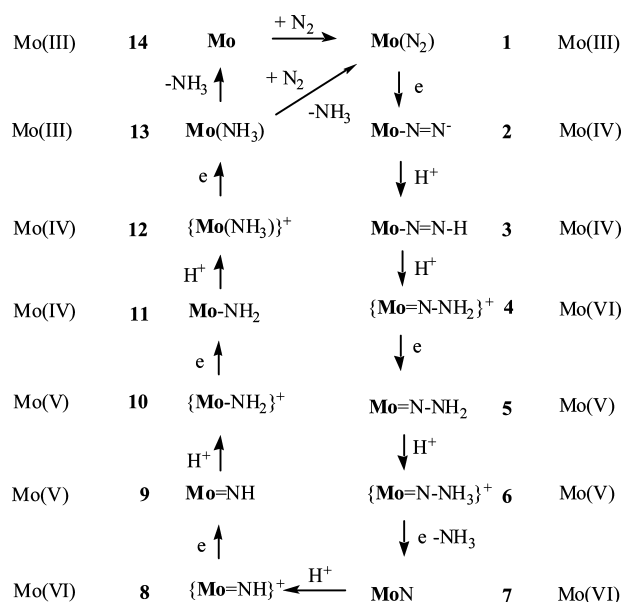 Mo(III) 14 Mo + N₂ Mo(N₂) 1 Mo(III)
-NH₃ + N₂ -NH₃ e
Mo(III) 13 Mo(NH₃) Mo-N=N⁻ 2 Mo(IV)
e H⁺
Mo(IV) 12 {Mo(NH₃)}⁺ Mo-N=N-H 3 Mo(IV)
H⁺ H⁺
Mo(IV) 11 Mo-NH₂ {Mo=N-NH₂}⁺ 4 Mo(VI)
e e
Mo(V) 10 {Mo-NH₂}⁺ Mo=N-NH₂ 5 Mo(V)
H⁺ H⁺
Mo(V) 9 Mo=NH {Mo=N-NH₃}⁺ 6 Mo(V)
e e -NH₃
Mo(VI) 8 {Mo=NH}⁺ H⁺ MoN 7 Mo(VI)